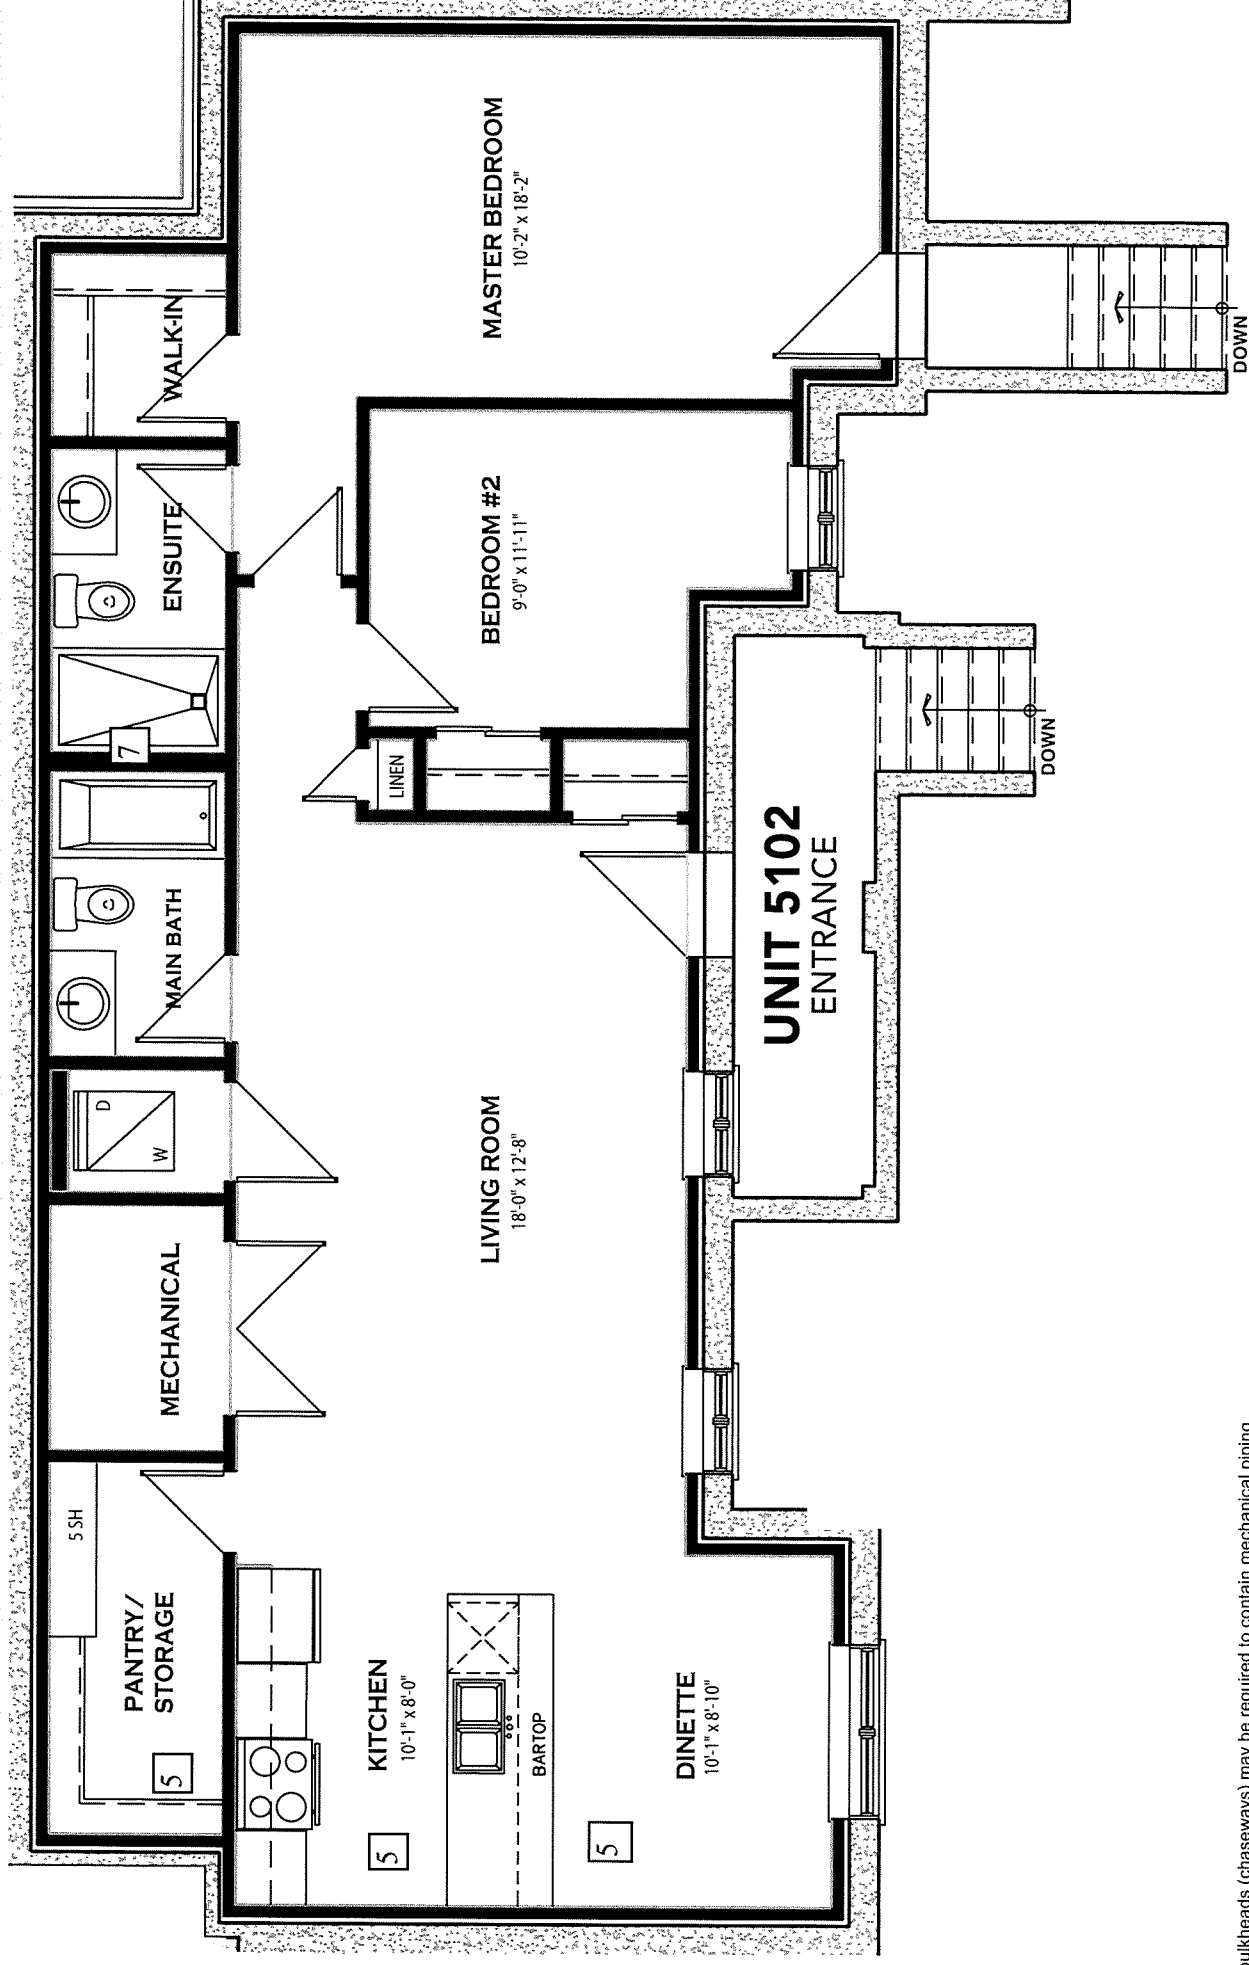 5 SH
PANTRY/
STORAGE
5
MECHANICAL
D
W
MAIN BATH
7
ENSUITE
WALK-IN
KITCHEN
10'-1" x 8'-0"
5
BARTOP
LIVING ROOM
18'-0" x 12'-8"
LINEN
BEDROOM #2
9'-0" x 11'-11"
MASTER BEDROOM
10'-2" x 18'-2"
5
DINETTE
10'-1" x 8'-10"
UNIT 5102
ENTRANCE
DOWN
DOWN
ulkheads (chaseways) may be required to contain mechanical piping